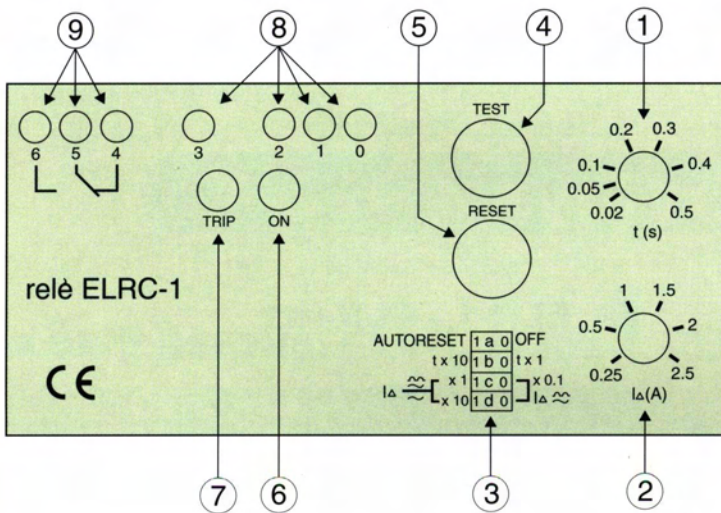 9 8 5 4 1
6 5 4 3 2 1 0
TRIP ON
TEST
RESET
0.02 0.05 0.1 0.2 0.3 0.4 0.5
t (s)
relè ELRC-1
CE
AUTORESET 1 a 0 OFF
t x 10 1 b 0 t x 1
x 1 1 c 0 x 0.1
I∆ x 10 1 d 0 I∆
0.25 0.5 1 1.5 2 2.5
I∆(A)
7 6 3 2